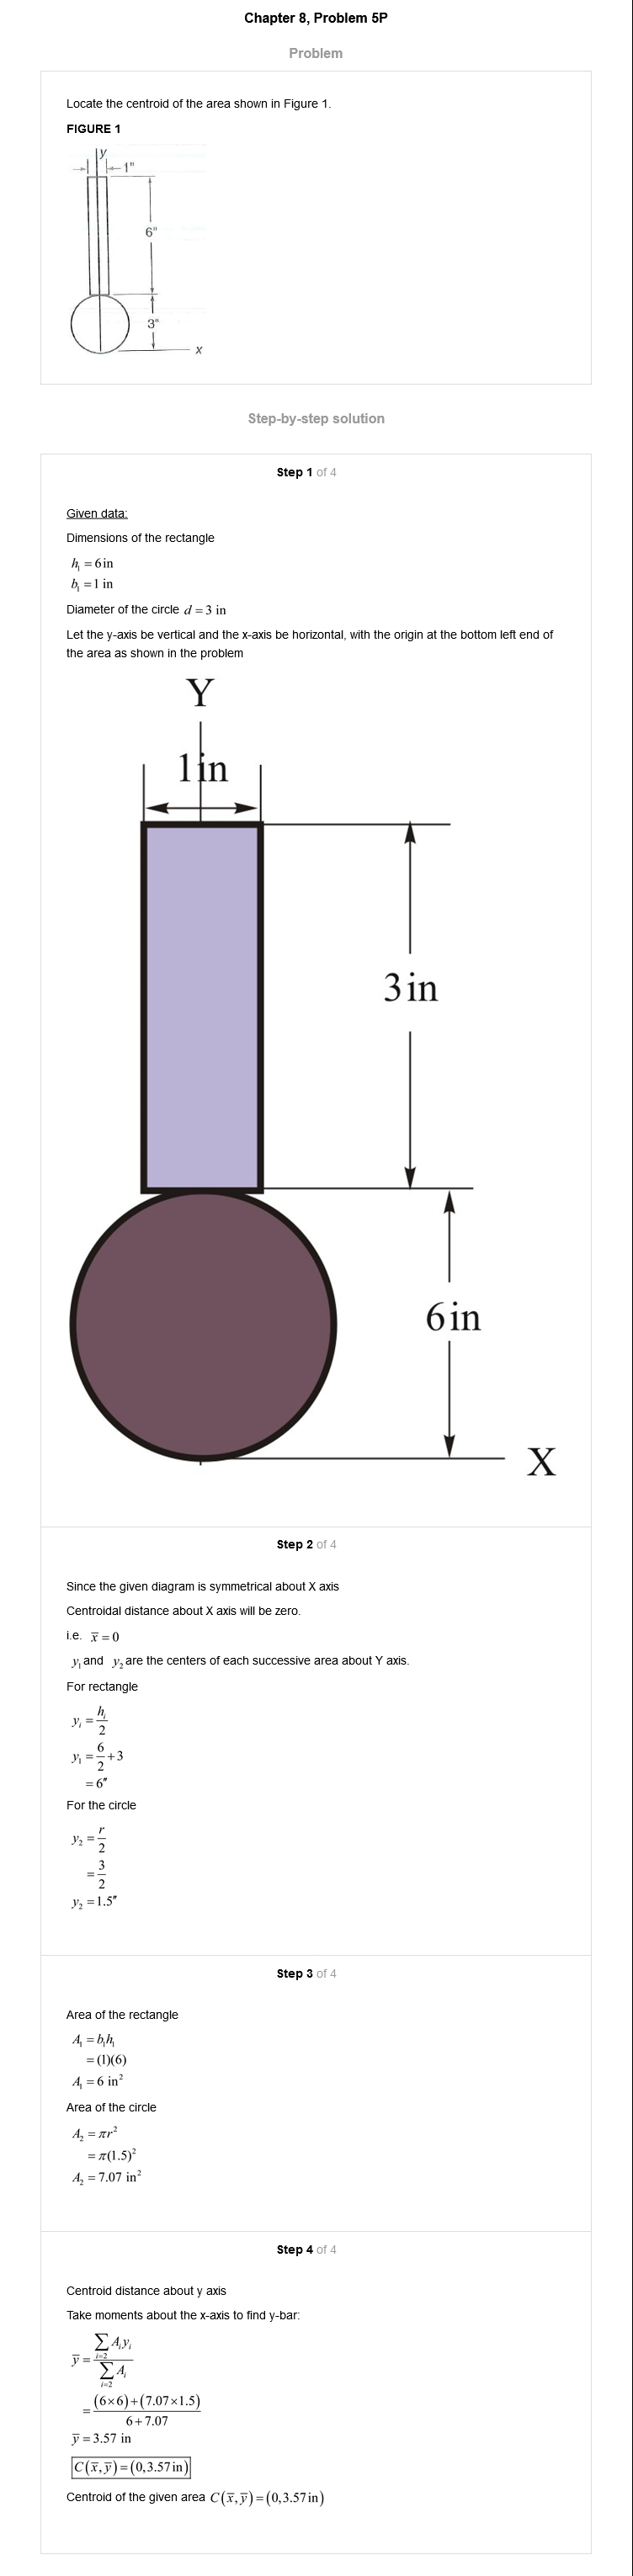 Chapter 8, Problem 5P
Problem
Locate the centroid of the area shown in Figure 1.
FIGURE 1
y
1"
6"
3"
x
Step-by-step solution
Step 1 of 4
Given data:
Dimensions of the rectangle
h₁ = 6 in
b₁ = 1 in
Diameter of the circle d = 3 in
Let the y-axis be vertical and the x-axis be horizontal, with the origin at the bottom left end of
the area as shown in the problem
Y
1 in
3 in
6 in
X
Step 2 of 4
Since the given diagram is symmetrical about X axis
Centroidal distance about X axis will be zero.
i.e. x̄ = 0
y₁ and y₂ are the centers of each successive area about Y axis.
For rectangle
yᵢ = hᵢ/2
y₁ = 6/2 + 3
= 6″
For the circle
y₂ = r/2
= 3/2
y₂ = 1.5″
Step 3 of 4
Area of the rectangle
A₁ = b₁h₁
= (1)(6)
A₁ = 6 in²
Area of the circle
A₂ = πr²
= π(1.5)²
A₂ = 7.07 in²
Step 4 of 4
Centroid distance about y axis
Take moments about the x-axis to find y-bar:
ȳ = ∑ᵢ₌₂ Aᵢyᵢ / ∑ᵢ₌₂ Aᵢ
= (6×6)+(7.07×1.5) / 6+7.07
ȳ = 3.57 in
C(x̄, ȳ) = (0, 3.57 in)
Centroid of the given area C(x̄, ȳ) = (0, 3.57 in)